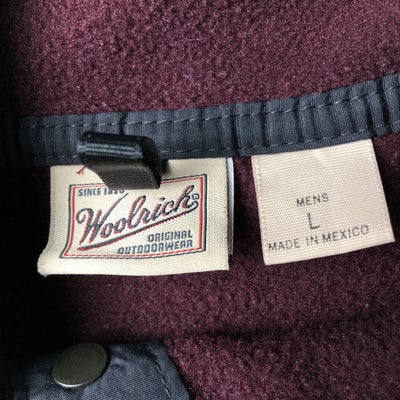 SINCE 1830
Woolrich®
ORIGINAL
OUTDOORWEAR
MENS
L
MADE IN MEXICO